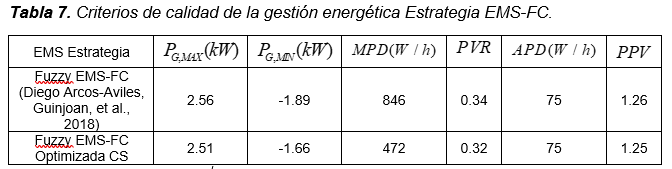 Tabla 7. Criterios de calidad de la gestión energética Estrategia EMS-FC.
EMS Estrategia P_{G,MAX}(kW) P_{G,MIN}(kW) MPD(W / h) PVR APD(W / h) PPV
Fuzzy EMS-FC
(Diego Arcos-Aviles,
Guinjoan, et al.,
2018) 2.56 -1.89 846 0.34 75 1.26
Fuzzy EMS-FC
Optimizada CS 2.51 -1.66 472 0.32 75 1.25